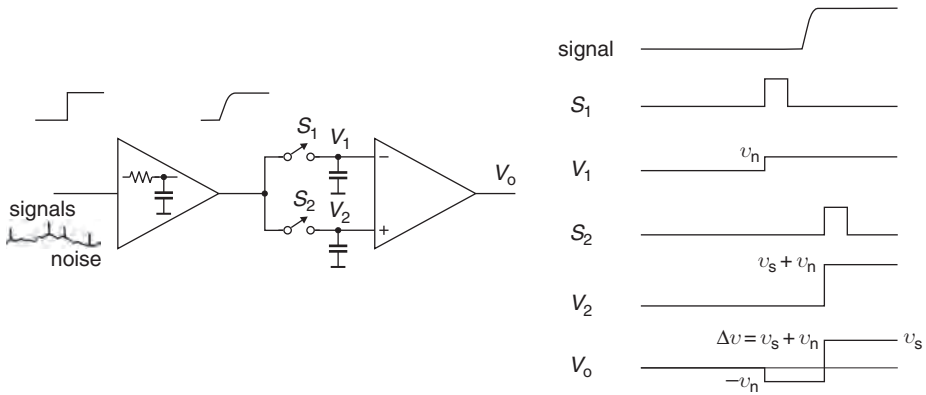 signals
noise
S1
V1
−
S2
V2
+
Vo
signal
S1
V1
υn
S2
υs + υn
V2
Δυ = υs + υn
υs
Vo
−υn